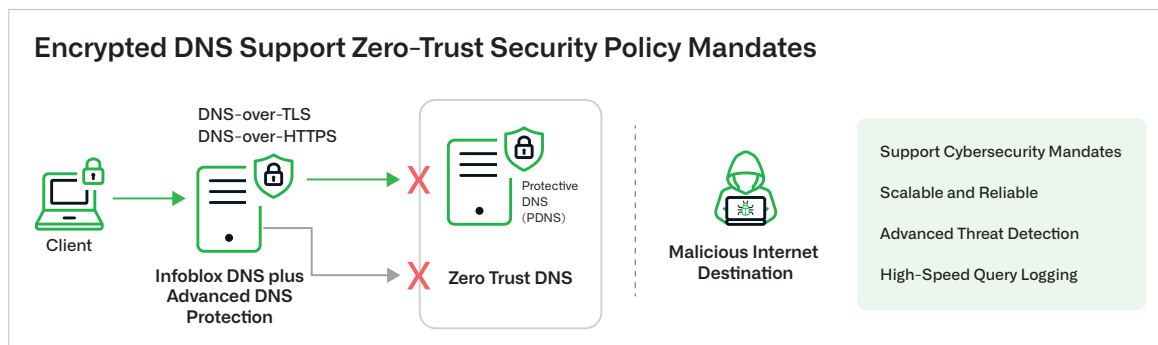 Encrypted DNS Support Zero-Trust Security Policy Mandates
DNS-over-TLS
DNS-over-HTTPS
Client
Infoblox DNS plus
Advanced DNS
Protection
X
X
Protective
DNS
(PDNS)
Zero Trust DNS
Malicious Internet
Destination
Support Cybersecurity Mandates
Scalable and Reliable
Advanced Threat Detection
High-Speed Query Logging